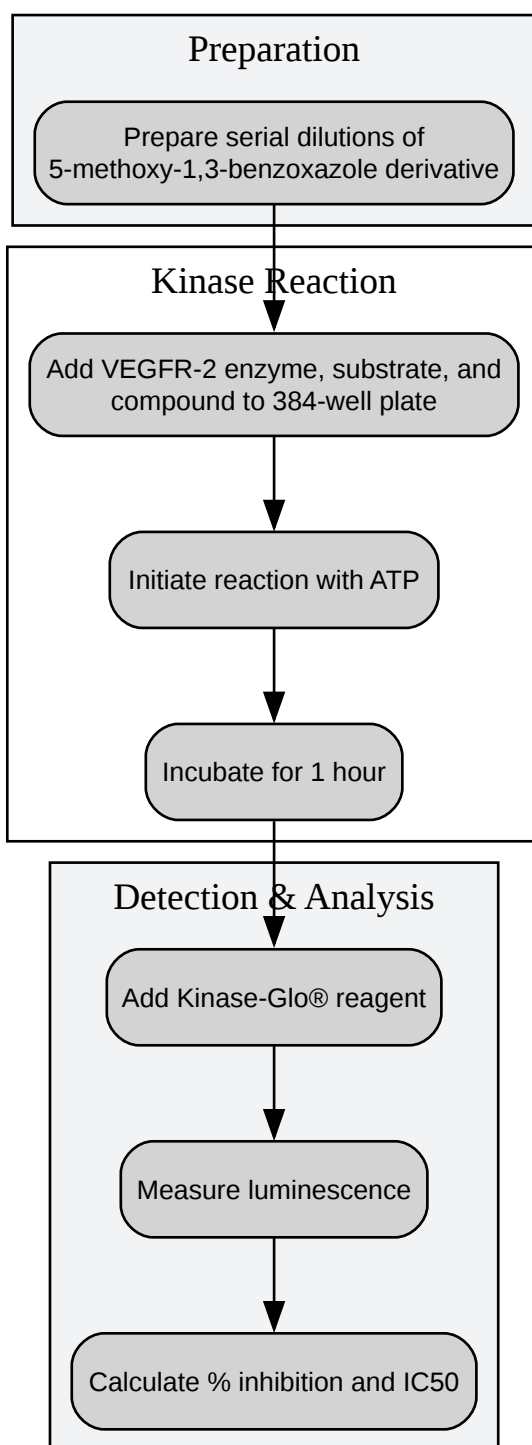 Preparation
Prepare serial dilutions of
5-methoxy-1,3-benzoxazole derivative
Kinase Reaction
Add VEGFR-2 enzyme, substrate, and
compound to 384-well plate
Initiate reaction with ATP
Incubate for 1 hour
Detection & Analysis
Add Kinase-Glo® reagent
Measure luminescence
Calculate % inhibition and IC50